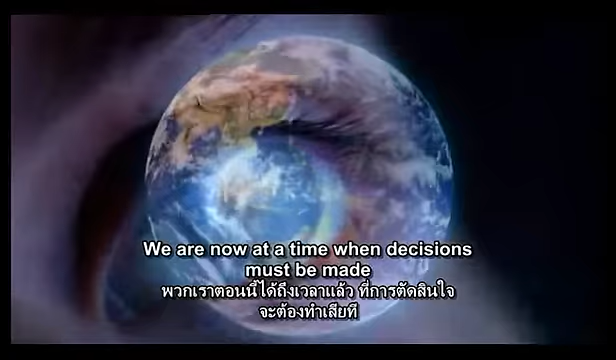 We are now at a time when decisions
must be made
พวกเราตอนนี้ได้ถึงเวลาแล้ว ที่การตัดสินใจ
จะต้องทำเสียที